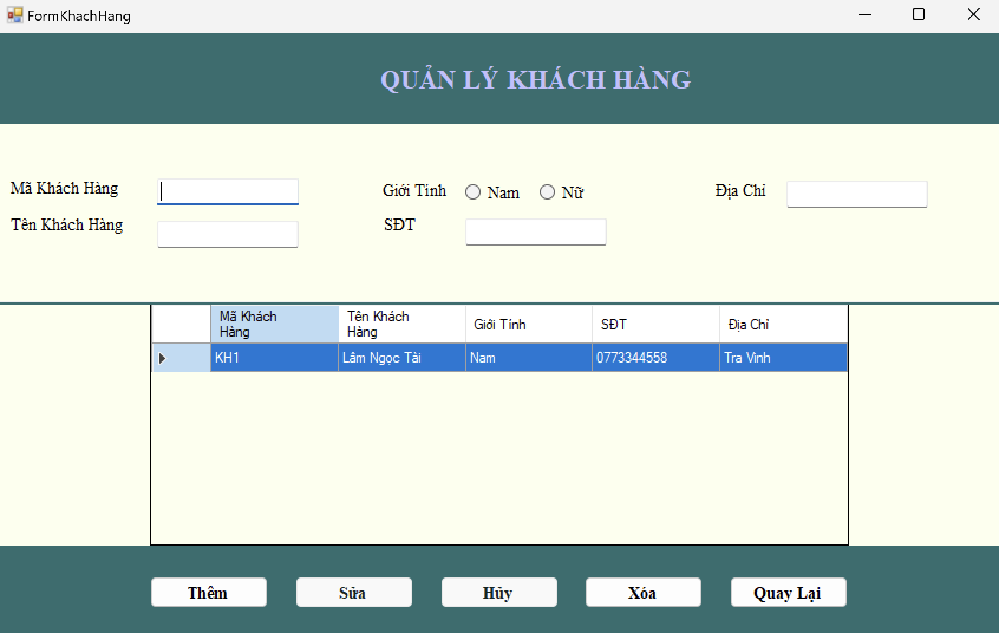 FormKhachHang
QUẢN LÝ KHÁCH HÀNG
Mã Khách Hàng
Giới Tính
Nam
Nữ
Địa Chỉ
Tên Khách Hàng
SĐT
Mã Khách
Hàng
Tên Khách
Hàng
Giới Tính
SĐT
Địa Chỉ
KH1
Lâm Ngọc Tài
Nam
0773344558
Tra Vinh
Thêm
Sửa
Hủy
Xóa
Quay Lại